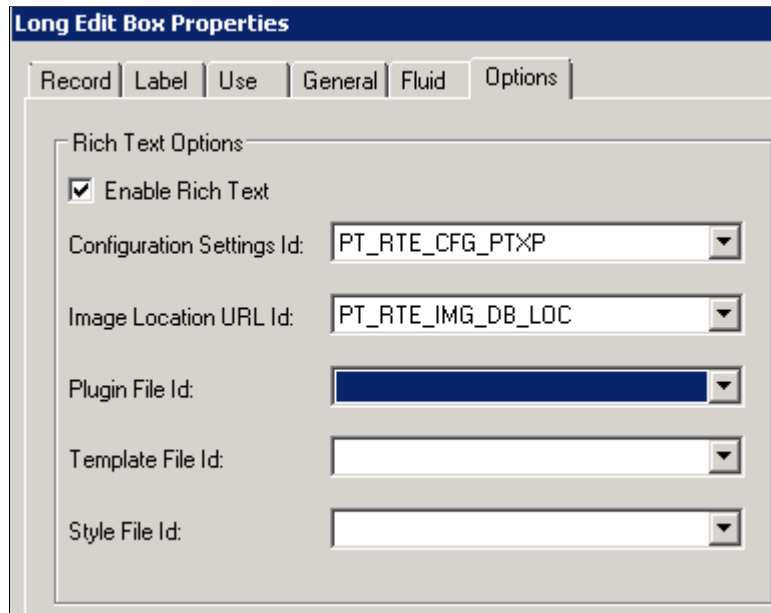 Long Edit Box Properties
Record Label Use General Fluid Options
Rich Text Options
Enable Rich Text
Configuration Settings Id: PT_RTE_CFG_PTXP
Image Location URL Id: PT_RTE_IMG_DB_LOC
Plugin File Id:
Template File Id:
Style File Id: